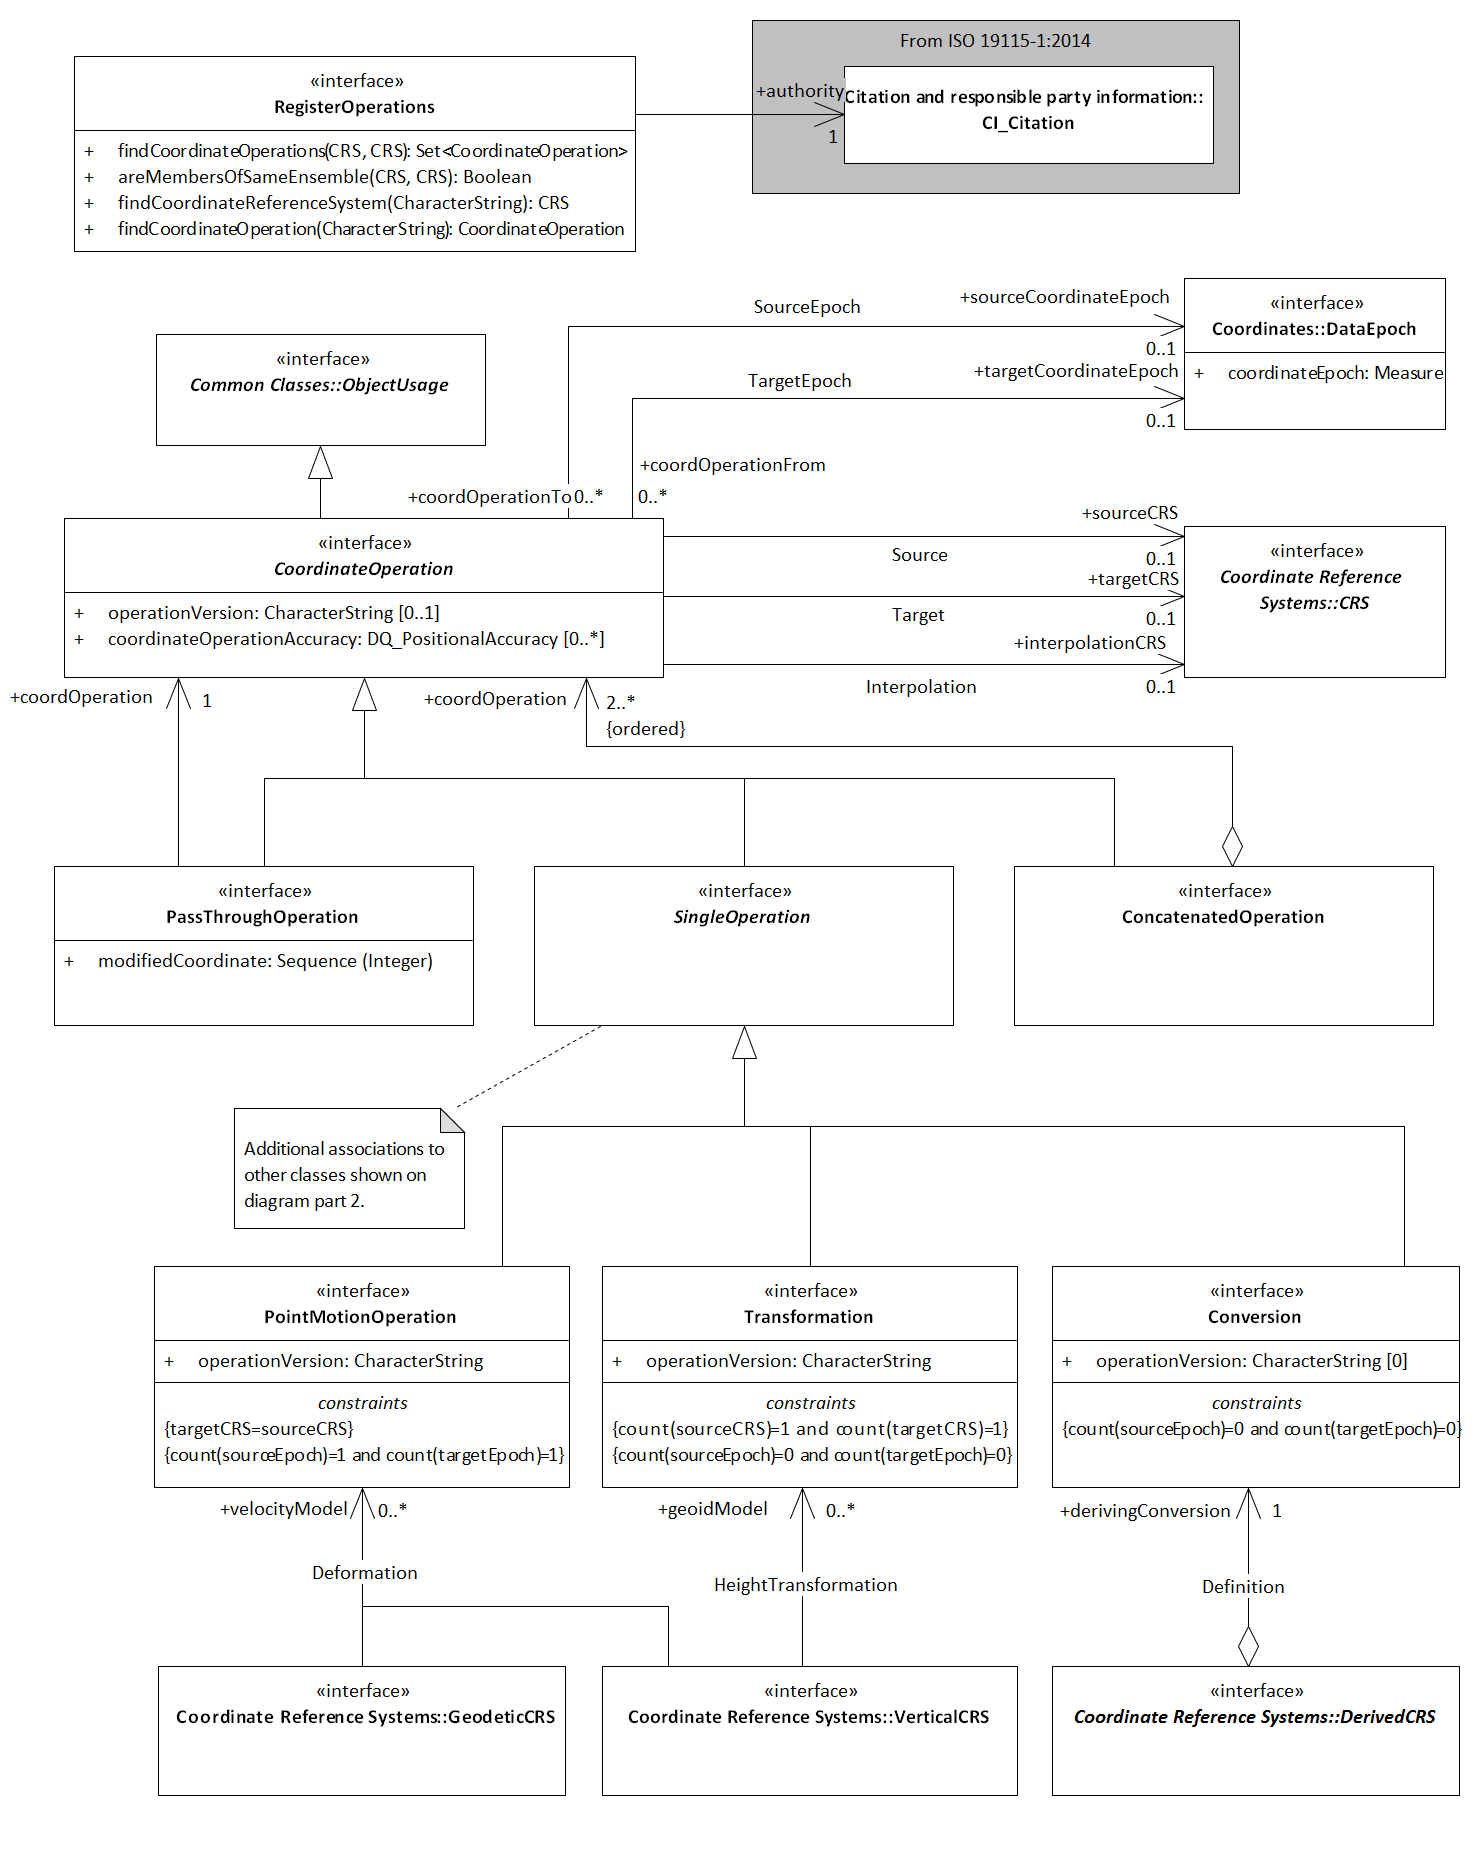 From ISO 19115-1:2014
«interface»
RegisterOperations
+ findCoordinateOperations(CRS, CRS): Set<CoordinateOperation>
+ areMembersOfSameEnsemble(CRS, CRS): Boolean
+ findCoordinateReferenceSystem(CharacterString): CRS
+ findCoordinateOperation(CharacterString): CoordinateOperation
+authority
1
Citation and responsible party information::
CI_Citation
SourceEpoch
+sourceCoordinateEpoch
0..1
TargetEpoch
+targetCoordinateEpoch
0..1
«interface»
Coordinates::DataEpoch
+ coordinateEpoch: Measure
«interface»
Common Classes::ObjectUsage
+coordOperationFrom
+coordOperationTo 0..*
0..*
«interface»
CoordinateOperation
+ operationVersion: CharacterString [0..1]
+ coordinateOperationAccuracy: DQ_PositionalAccuracy [0..*]
+sourceCRS
Source
0..1
+targetCRS
Target
0..1
+interpolationCRS
Interpolation
0..1
«interface»
Coordinate Reference
Systems::CRS
+coordOperation
1
+coordOperation
2..*
{ordered}
«interface»
PassThroughOperation
+ modifiedCoordinate: Sequence (Integer)
«interface»
SingleOperation
«interface»
ConcatenatedOperation
Additional associations to
other classes shown on
diagram part 2.
«interface»
PointMotionOperation
+ operationVersion: CharacterString
constraints
{targetCRS=sourceCRS}
{count(sourceEpoch)=1 and count(targetEpoch)=1}
«interface»
Transformation
+ operationVersion: CharacterString
constraints
{count(sourceCRS)=1 and count(targetCRS)=1}
{count(sourceEpoch)=0 and count(targetEpoch)=0}
«interface»
Conversion
+ operationVersion: CharacterString [0]
constraints
{count(sourceEpoch)=0 and count(targetEpoch)=0}
+velocityModel
0..*
Deformation
+geoidModel
0..*
HeightTransformation
+derivingConversion
1
Definition
«interface»
Coordinate Reference Systems::GeodeticCRS
«interface»
Coordinate Reference Systems::VerticalCRS
«interface»
Coordinate Reference Systems::DerivedCRS